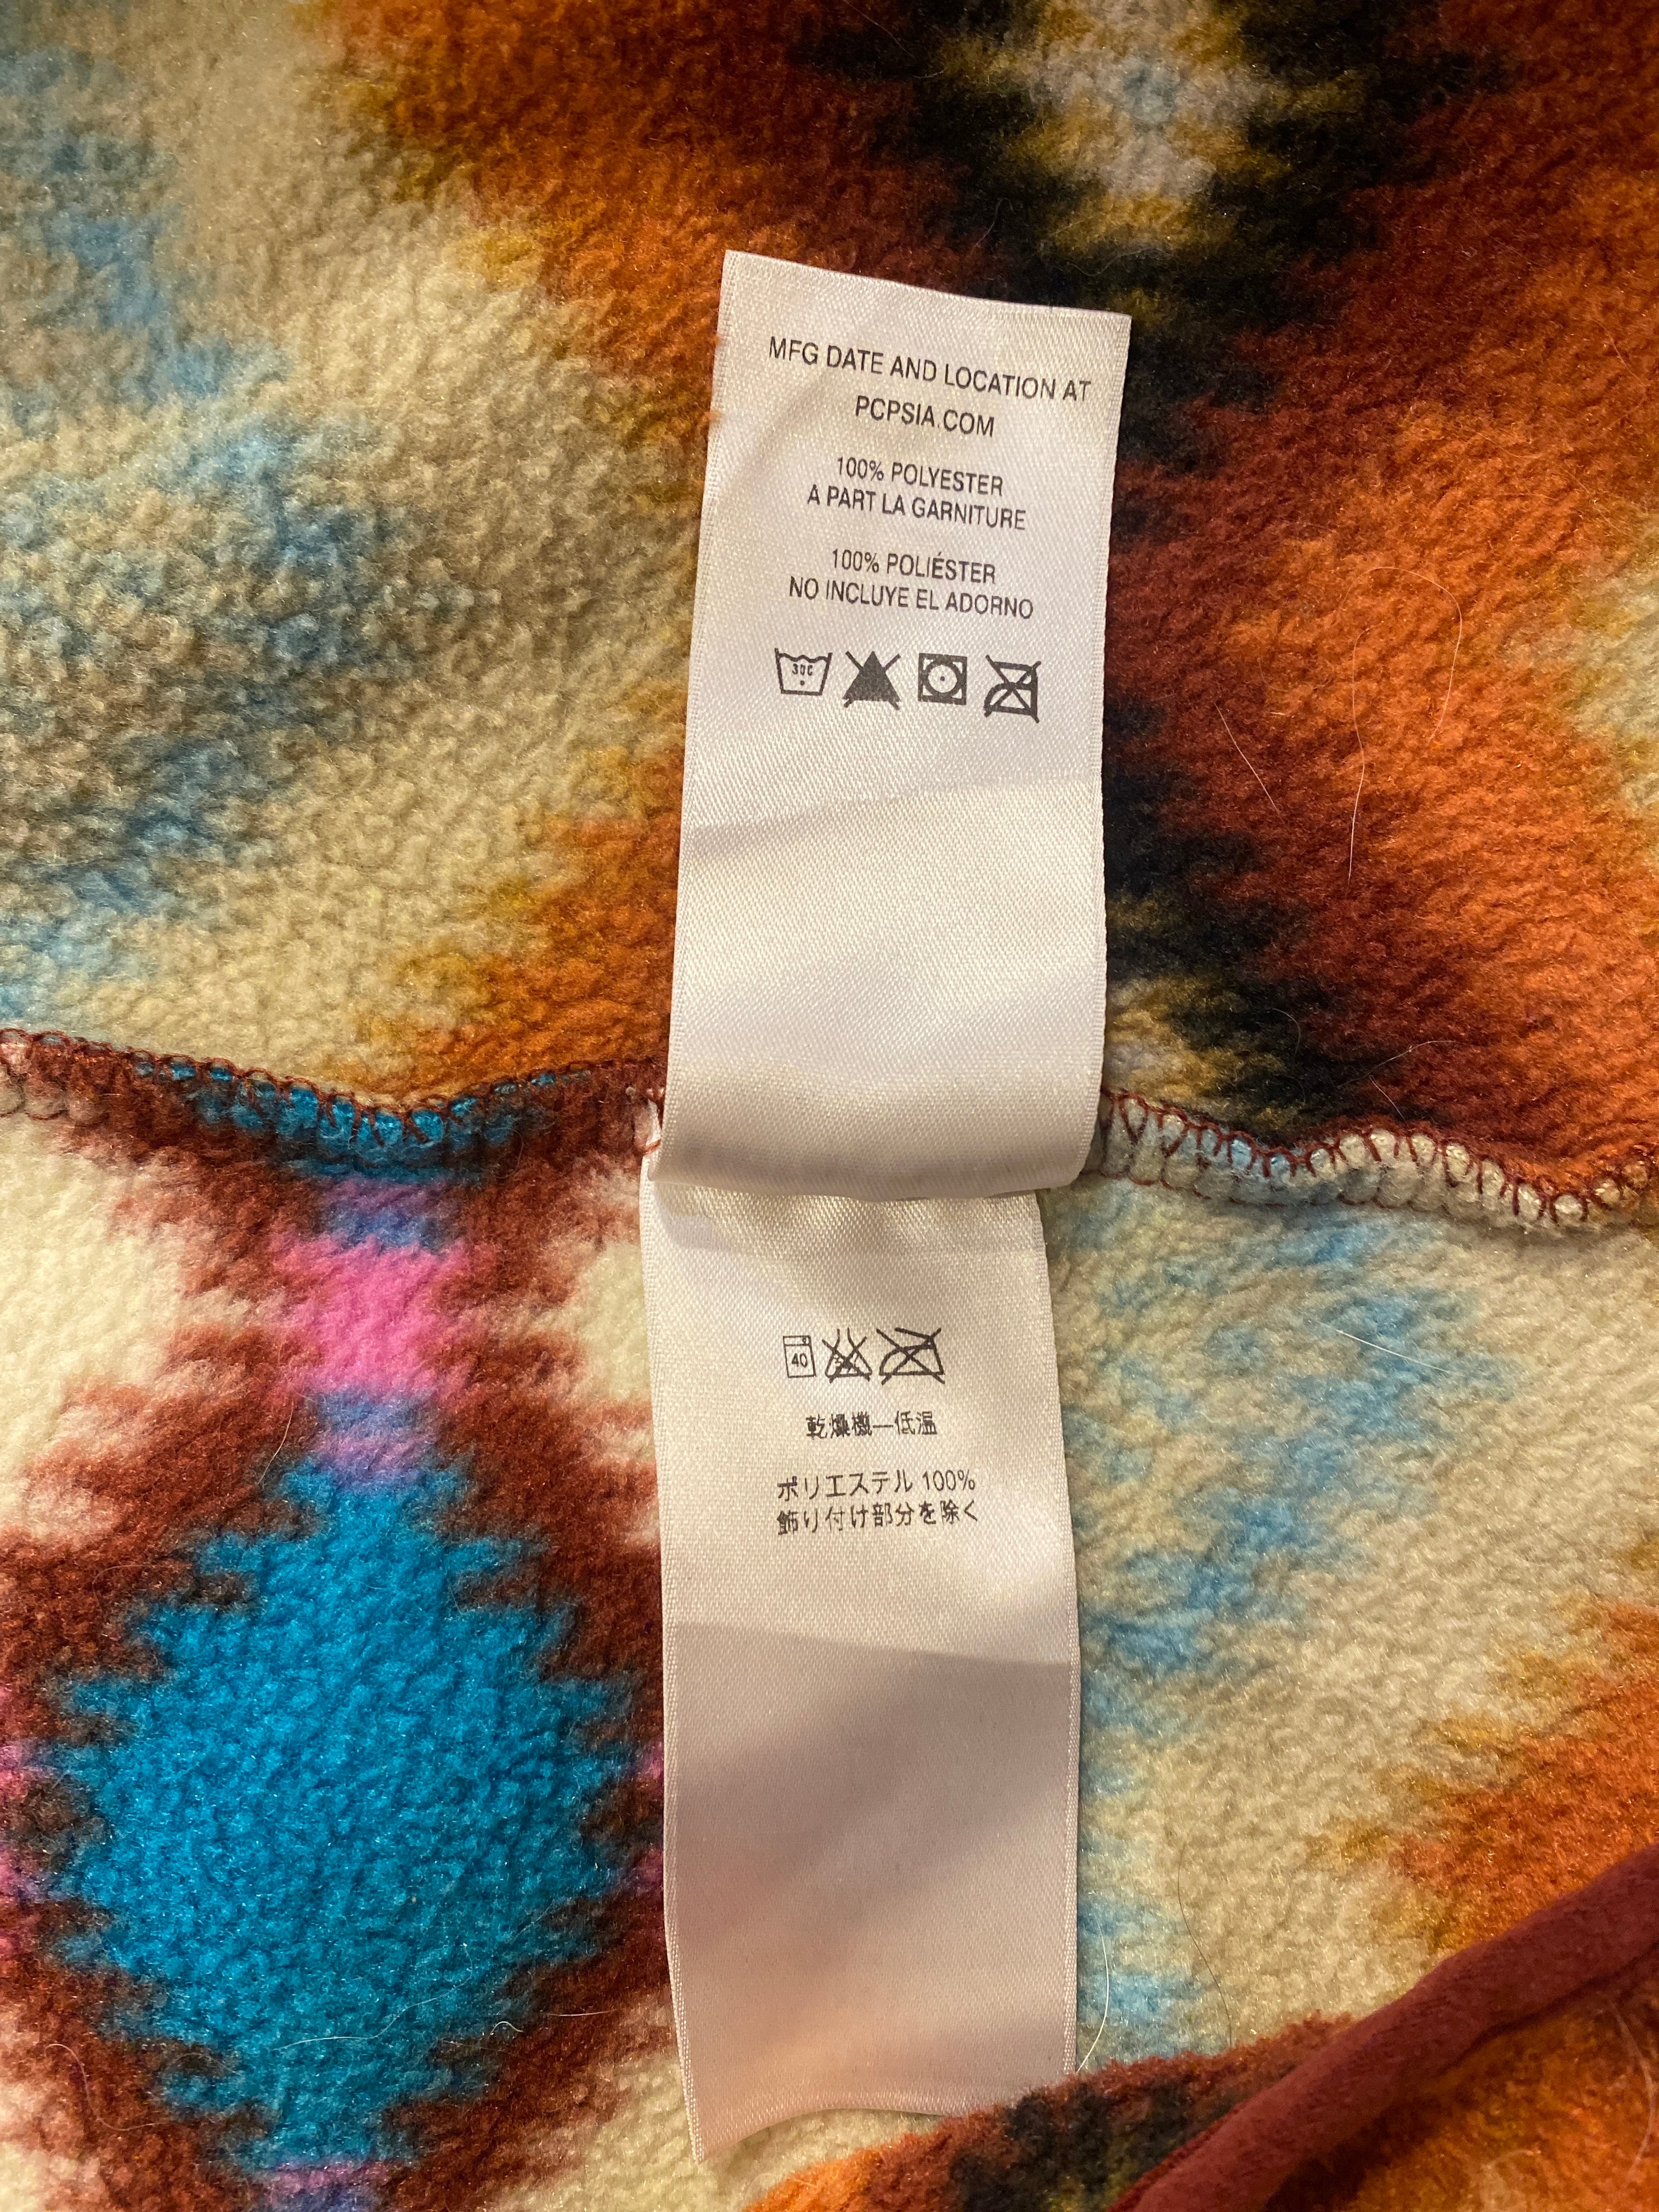 MFG DATE AND LOCATION AT
PCPSIA.COM
100% POLYESTER
A PART LA GARNITURE
100% POLIÉSTER
NO INCLUYE EL ADORNO
30C
40
乾燥機—低温
ポリエステル 100%
飾り付け部分を除く